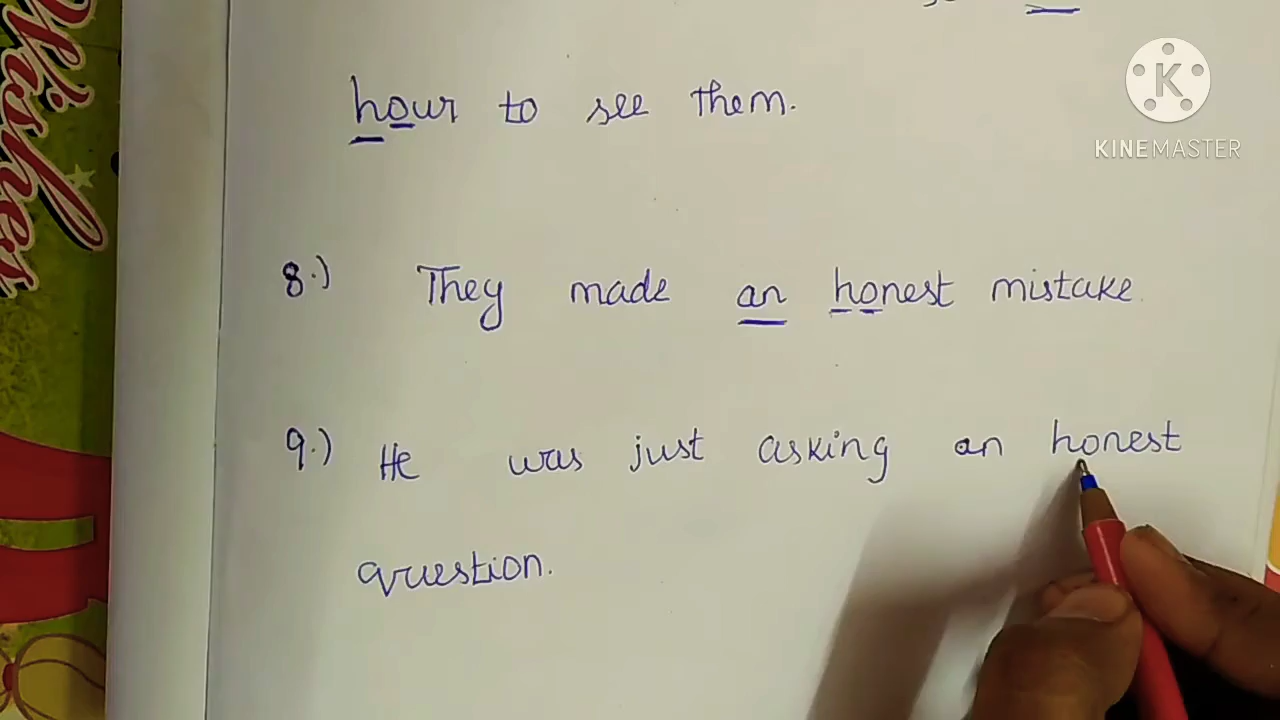 hour to see them.
8.) They made an honest mistake.
9.) He was just asking an honest
question.
KINEMASTER
K
Washer